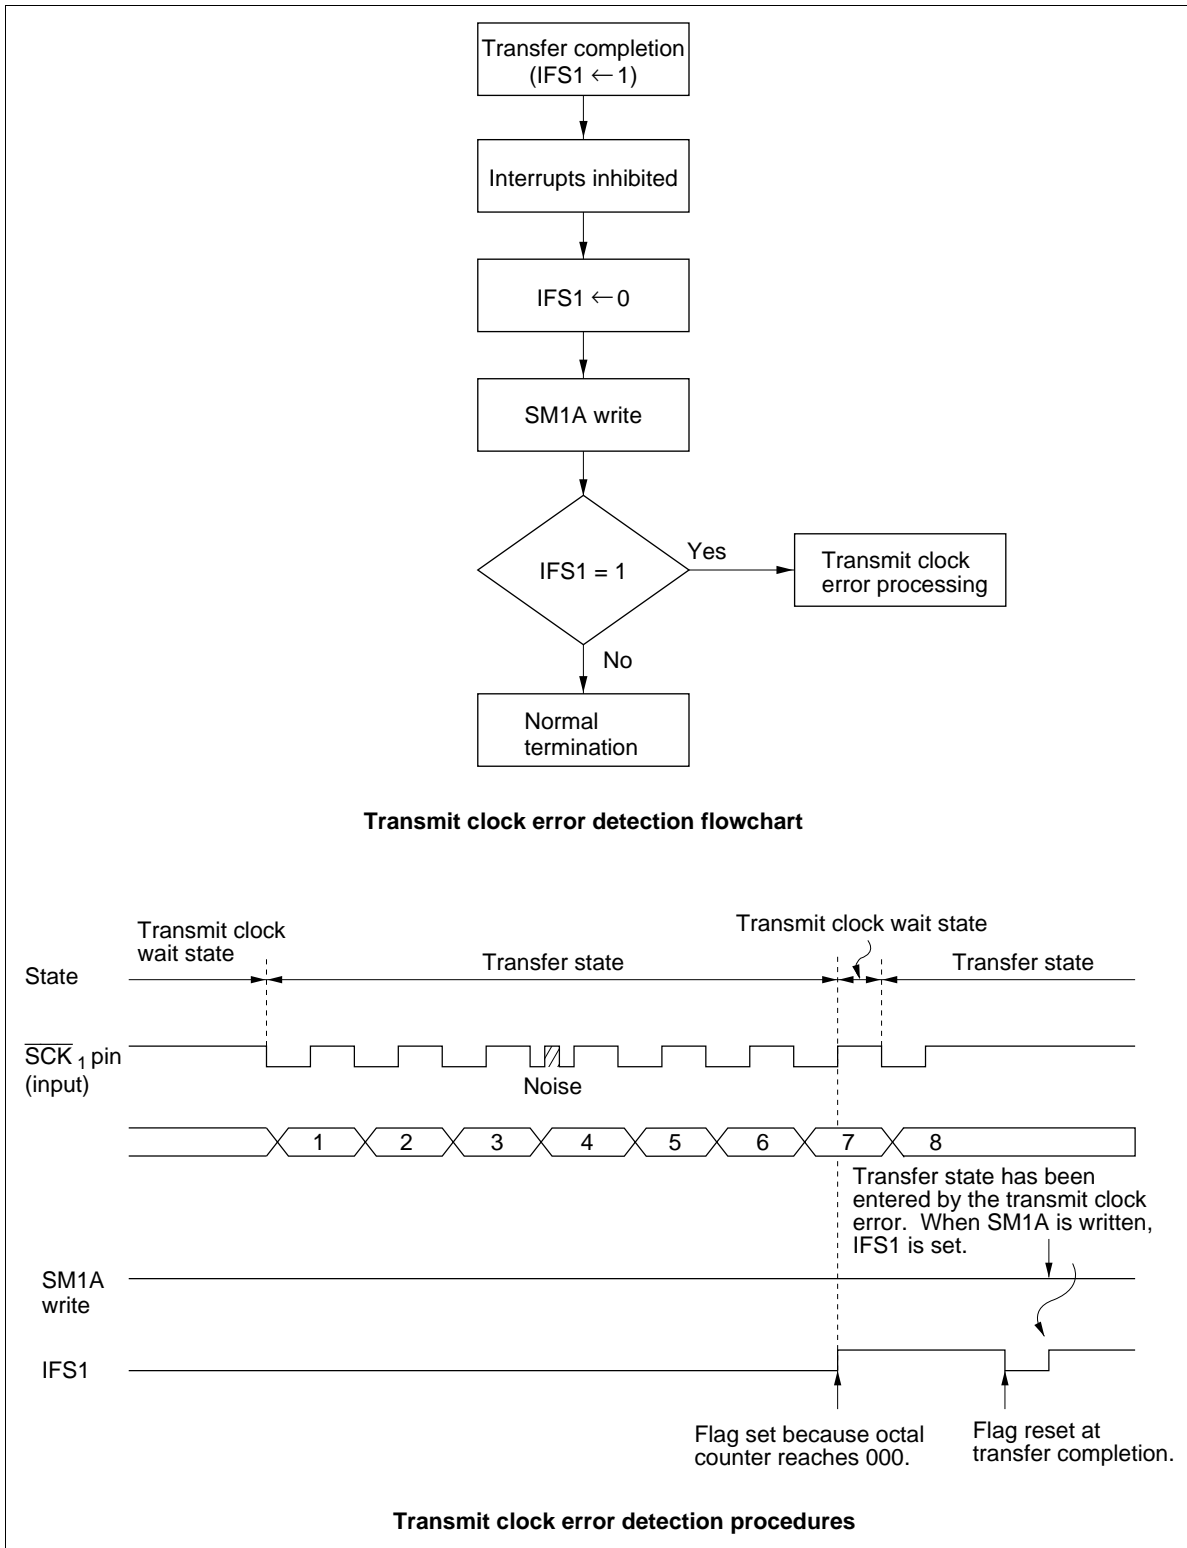 Transfer completion
(IFS1 ← 1)
Interrupts inhibited
IFS1 ← 0
SM1A write
IFS1 = 1
Yes
Transmit clock
error processing
No
Normal
termination
Transmit clock error detection flowchart
Transmit clock
wait state
Transmit clock wait state
State
Transfer state
Transfer state
SCK 1 pin
(input)
Noise
1 2 3 4 5 6 7 8
Transfer state has been
entered by the transmit clock
error. When SM1A is written,
IFS1 is set.
SM1A
write
IFS1
Flag set because octal
counter reaches 000.
Flag reset at
transfer completion.
Transmit clock error detection procedures